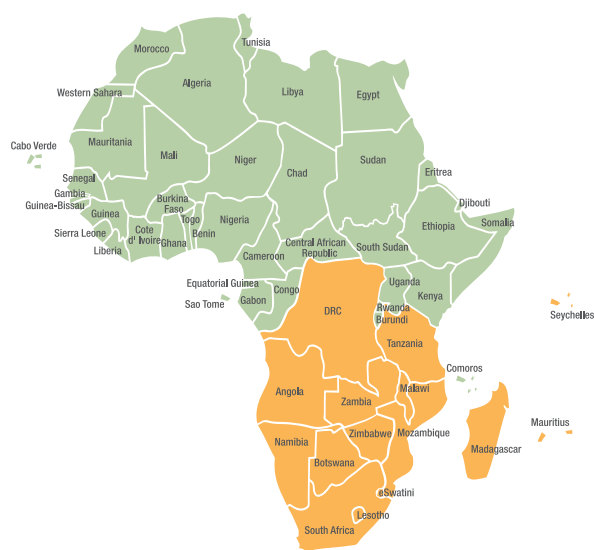 Tunisia
Morocco
Algeria
Libya
Egypt
Western Sahara
Mauritania
Cabo Verde
Mali
Niger
Chad
Sudan
Eritrea
Senegal
Gambia
Guinea-Bissau
Guinea
Burkina
Faso
Togo
Nigeria
Djibouti
Sierra Leone
Cote
d' Ivoire
Ghana
Benin
Ethiopia
Somalia
Liberia
Central African
Republic
South Sudan
Cameroon
Equatorial Guinea
Congo
Uganda
Kenya
Sao Tome
Gabon
DRC
Rwanda
Burundi
Seychelles
Tanzania
Comoros
Angola
Malawi
Zambia
Mauritius
Namibia
Zimbabwe
Mozambique
Madagascar
Botswana
eSwatini
Lesotho
South Africa